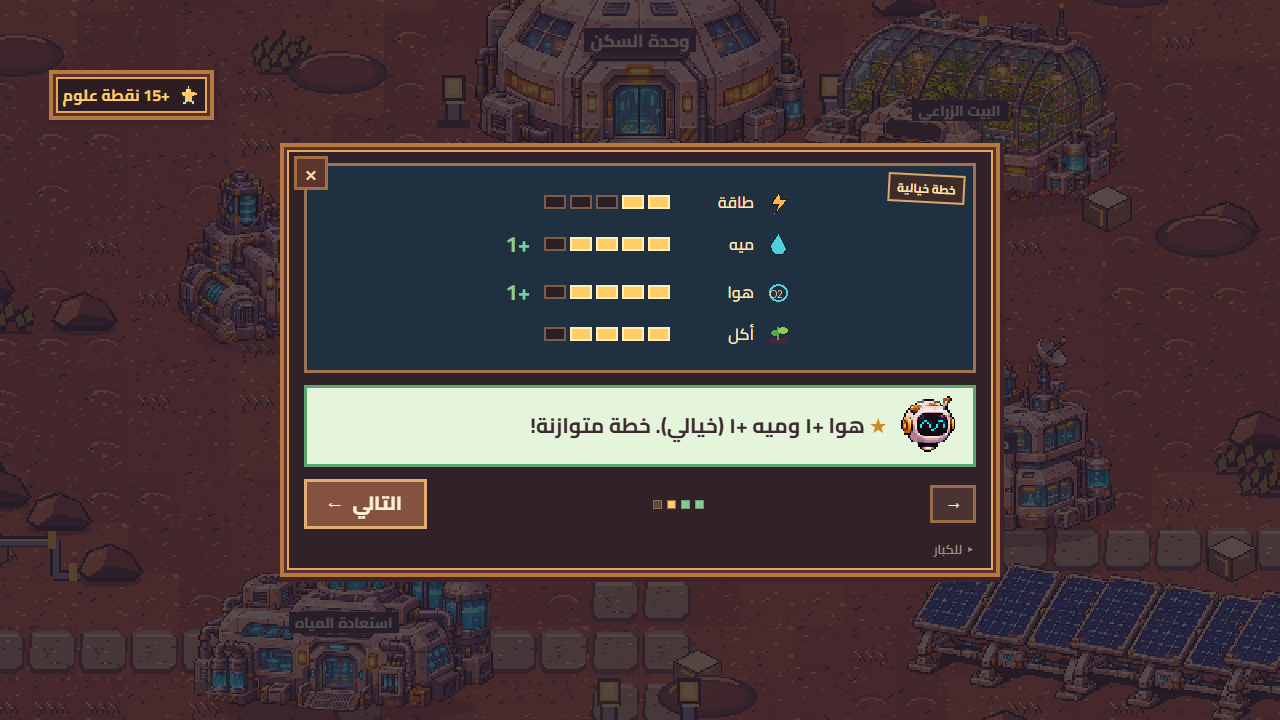 وحدة السكن
+15 نقطة علوم
البيت الزراعي
×
خطة خيالية
طاقة
ميه +1
O2 هوا +1
أكل
★ هوا +١ وميه +١ (خيالي). خطة متوازنة!
→
التالي ←
▸ للكبار
استعادة المياه